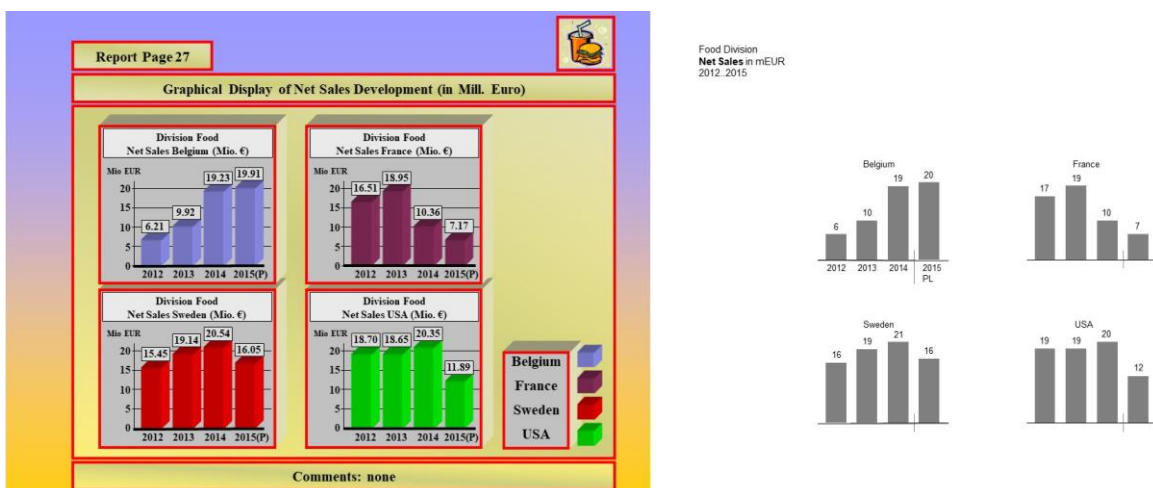 Report Page 27
Graphical Display of Net Sales Development (in Mill. Euro)
Division Food
Net Sales Belgium (Mio. €)
Mio EUR
20
15
10
5
0
6.21
9.92
19.23
19.91
2012 2013 2014 2015(P)
Division Food
Net Sales France (Mio. €)
Mio EUR
20
15
10
5
0
16.51
18.95
10.36
7.17
2012 2013 2014 2015(P)
Division Food
Net Sales Sweden (Mio. €)
Mio EUR
20
15
10
5
0
15.45
19.14
20.54
16.05
2012 2013 2014 2015(P)
Division Food
Net Sales USA (Mio. €)
Mio EUR
20
15
10
5
0
18.70
18.65
20.35
11.89
2012 2013 2014 2015(P)
Belgium
France
Sweden
USA
Comments: none
Food Division
Net Sales in mEUR
2012..2015
Belgium
6
10
19
20
2012 2013 2014 2015
PL
France
17
19
10
7
Sweden
16
19
21
16
USA
19
19
20
12